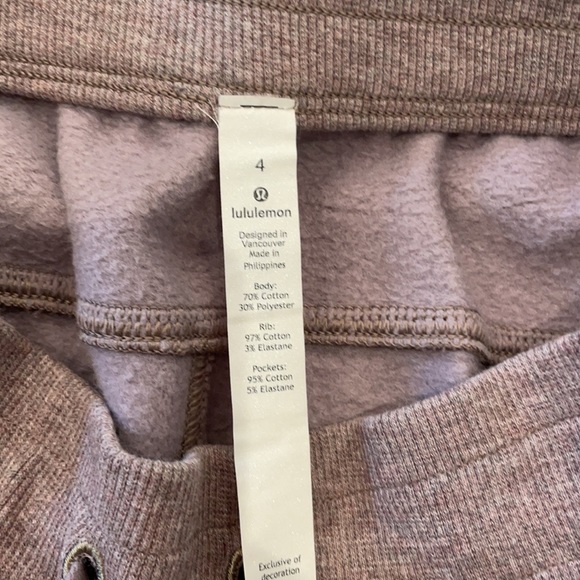 4
lululemon
Designed in
Vancouver
Made in
Philippines
Body:
70% Cotton
30% Polyester
Rib:
97% Cotton
3% Elastane
Pockets:
95% Cotton
5% Elastane
Exclusive of
decoration